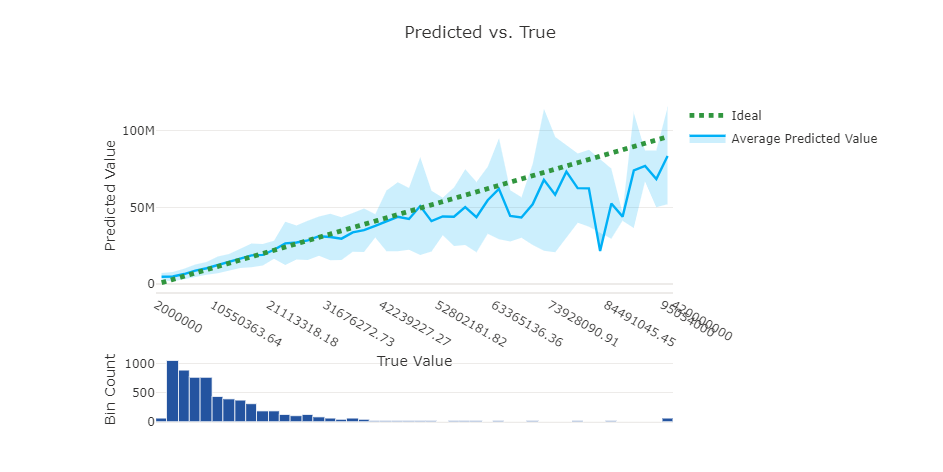 Predicted vs. True
Predicted Value
100M
50M
0
Ideal
Average Predicted Value
2000000
10550363.64
21113318.18
31676272.73
42239227.27
52802181.82
63365136.36
73928090.91
84491045.45
95054000
420000000
True Value
Bin Count
1000
500
0